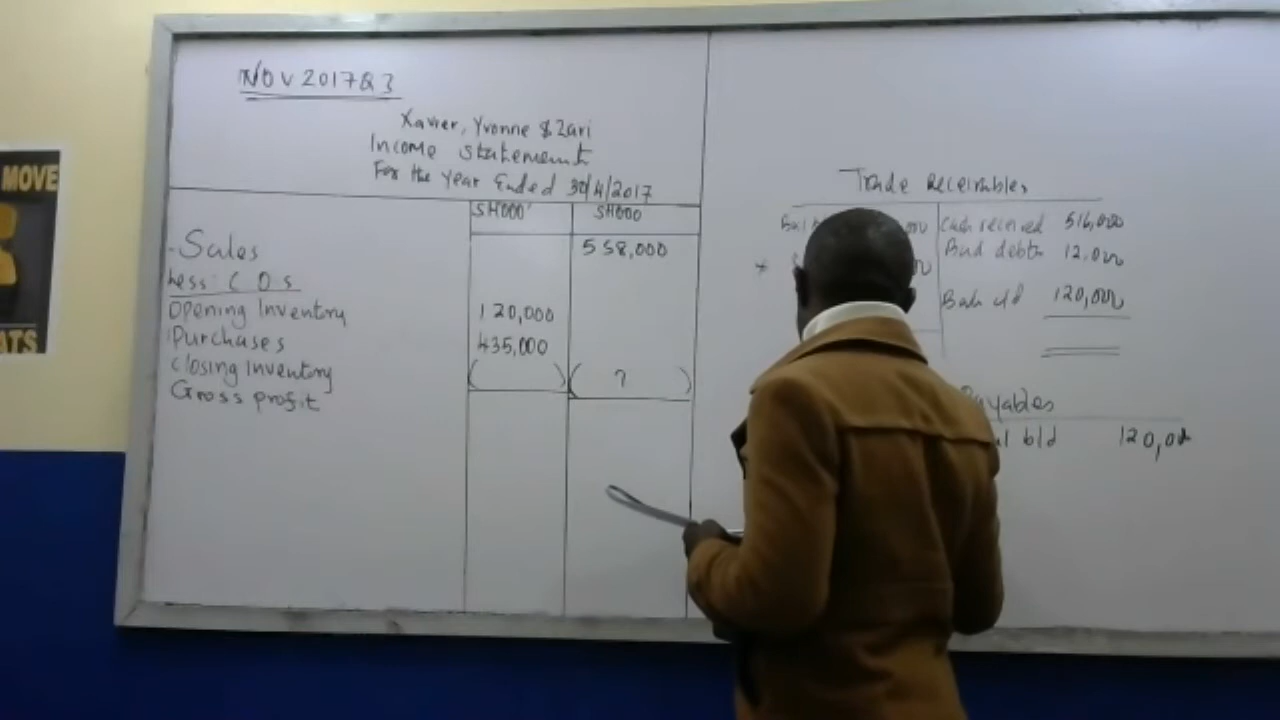 MOVE
ATS
NOV 2017 Q3
Xavier, Yvonne & Zari
Income Statement
For the Year Ended 30/4/2017
SH000' SH000
Sales 558,000
Less: C O S
Opening Inventory 120,000
Purchases 435,000
Closing Inventory ( ) ( ? )
Gross profit
Trade Receivables
Cash received 516,000
Bad debts 12,000
Bal c/d 120,000
Payables
b/d 120,00